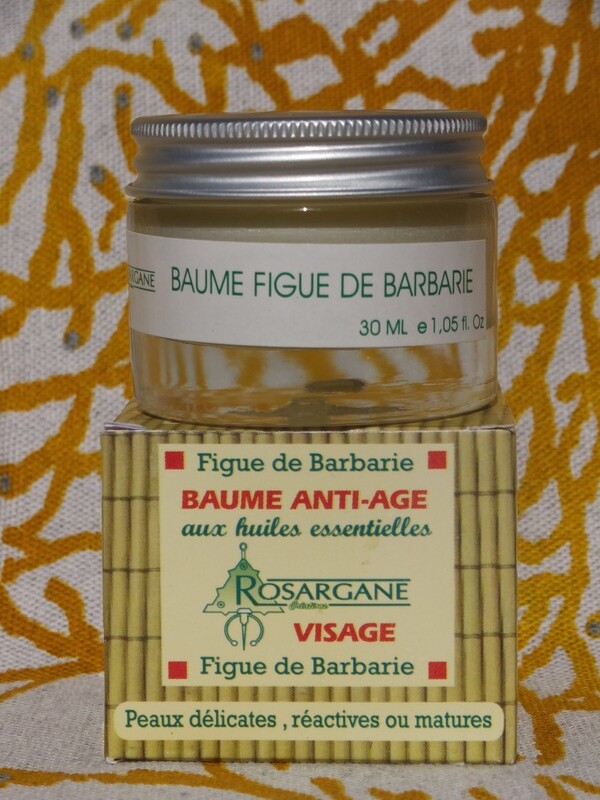 BAUME FIGUE DE BARBARIE
30 ML e 1,05 fl. Oz
Figue de Barbarie
BAUME ANTI-AGE
aux huiles essentielles
ROSARGANE
VISAGE
Figue de Barbarie
Peaux délicates , réactives ou matures